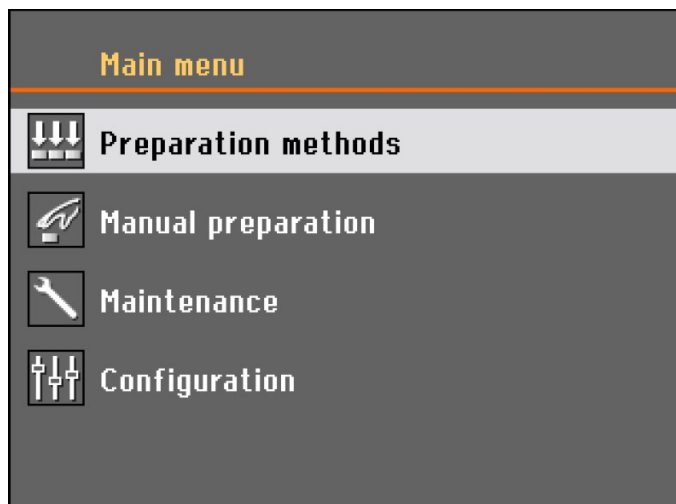 Main menu
Preparation methods
Manual preparation
Maintenance
Configuration